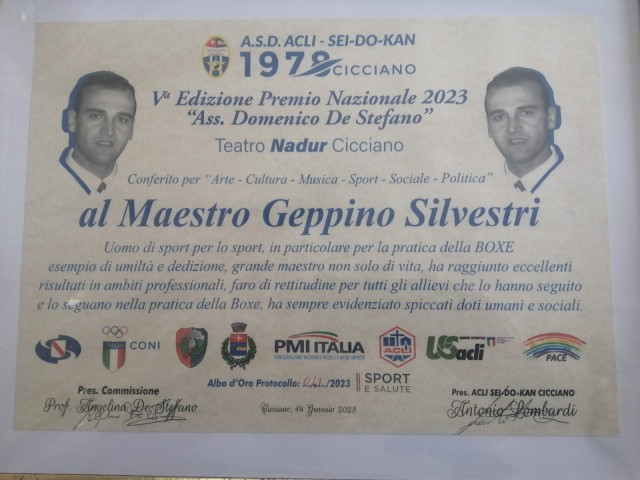 A.S.D. ACLI - SEI-DO-KAN
1978 CICCIANO
Vª Edizione Premio Nazionale 2023
"Ass. Domenico De Stefano"
Teatro Nadur Cicciano
Conferito per "Arte - Cultura - Musica - Sport - Sociale - Politica"
al Maestro Geppino Silvestri
Uomo di sport per lo sport, in particolare per la pratica della BOXE
esempio di umiltà e dedizione, grande maestro non solo di vita, ha raggiunto eccellenti
risultati in ambiti professionali, faro di rettitudine per tutti gli allievi che lo hanno seguito
e lo seguano nella pratica della Boxe, ha sempre evidenziato spiccati doti umani e sociali.
CONI
PMI ITALIA
ACLI
US acli
PACE
Albo d'Oro Protocollo: /2023
SPORT
E SALUTE
Pres. Commissione
Prof. Angelina De Stefano
Cicciano, 14 Gennaio 2023
Pres. ACLI SEI-DO-KAN CICCIANO
Antonio Lombardi